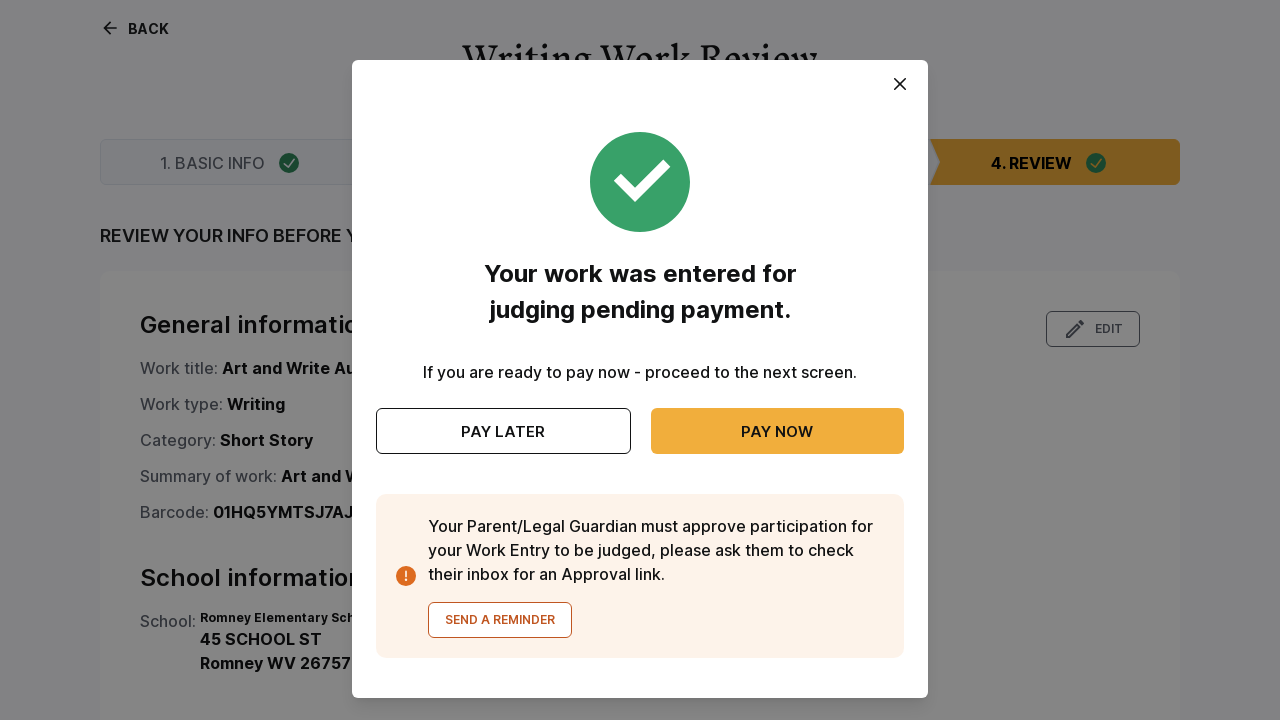 BACK
Writing Work Review
1. BASIC INFO
4. REVIEW
REVIEW YOUR INFO BEFORE
General informatio
EDIT
Work title: Art and Write Au
Work type: Writing
Category: Short Story
Summary of work: Art and W
Barcode: 01HQ5YMTSJ7AJ
School information
School: Romney Elementary Sch
45 SCHOOL ST
Romney WV 26757
Your work was entered for
judging pending payment.
If you are ready to pay now - proceed to the next screen.
PAY LATER
PAY NOW
Your Parent/Legal Guardian must approve participation for
your Work Entry to be judged, please ask them to check
their inbox for an Approval link.
SEND A REMINDER